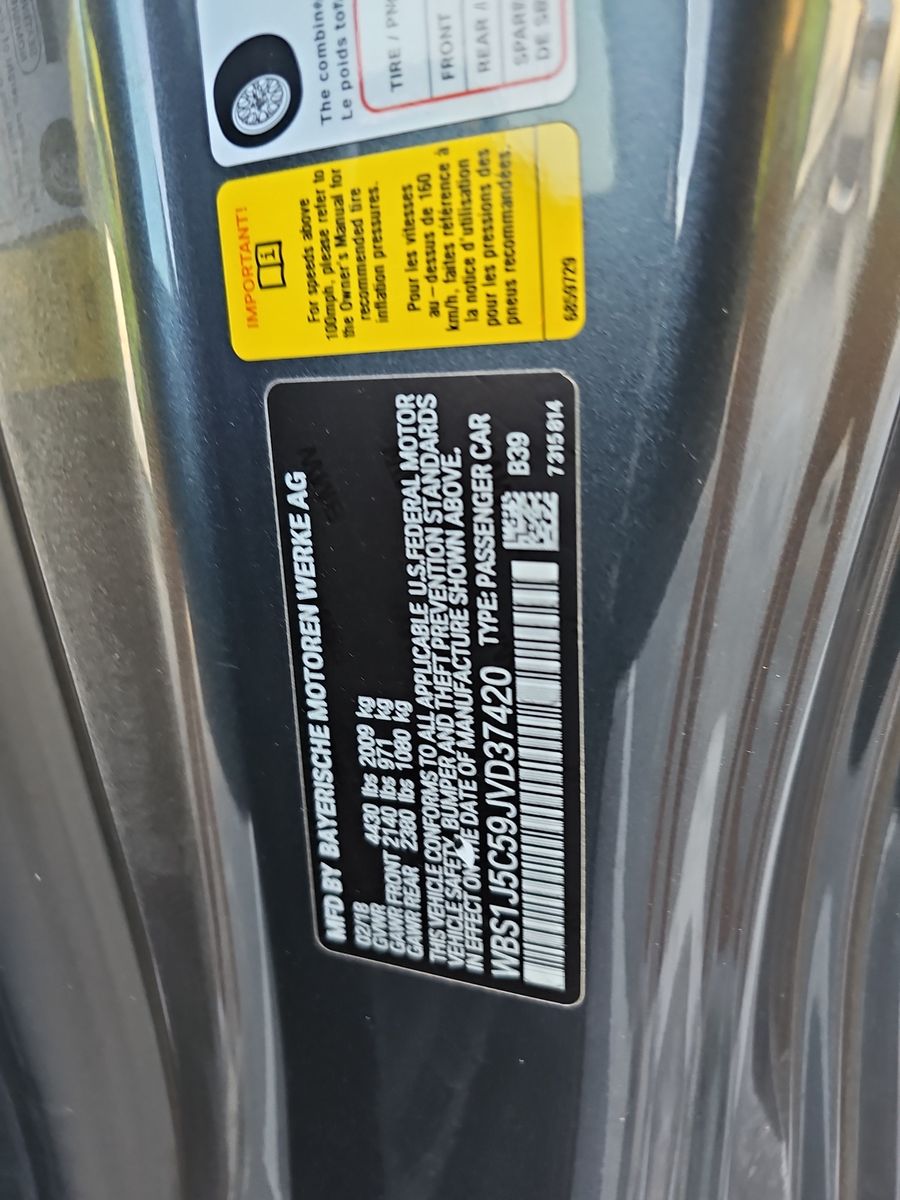 The combine
Le poids tot
TIRE / PN
FRONT
REAR / 
SPAR
DE SE
IMPORTANT!
For speeds above
100mph, please refer to
the Owner's Manual for
recommended tire
inflation pressures.
Pour les vitesses
au-dessus de 160
km/h, faites référence à
la notice d'utilisation
pour les pressions des
pneus recommandées.
6859729
MFD BY BAYERISCHE MOTOREN WERKE AG
02/18
GVWR 4430 lbs 2009 kg
GAWR FRONT 2140 lbs 971 kg
GAWR REAR 2380 lbs 1080 kg
THIS VEHICLE CONFORMS TO ALL APPLICABLE U.S. FEDERAL MOTOR
VEHICLE SAFETY, BUMPER AND THEFT PREVENTION STANDARDS
IN EFFECT ON THE DATE OF MANUFACTURE SHOWN ABOVE.
WBS1J5C59JVD37420 TYPE: PASSENGER CAR
B39
7315814